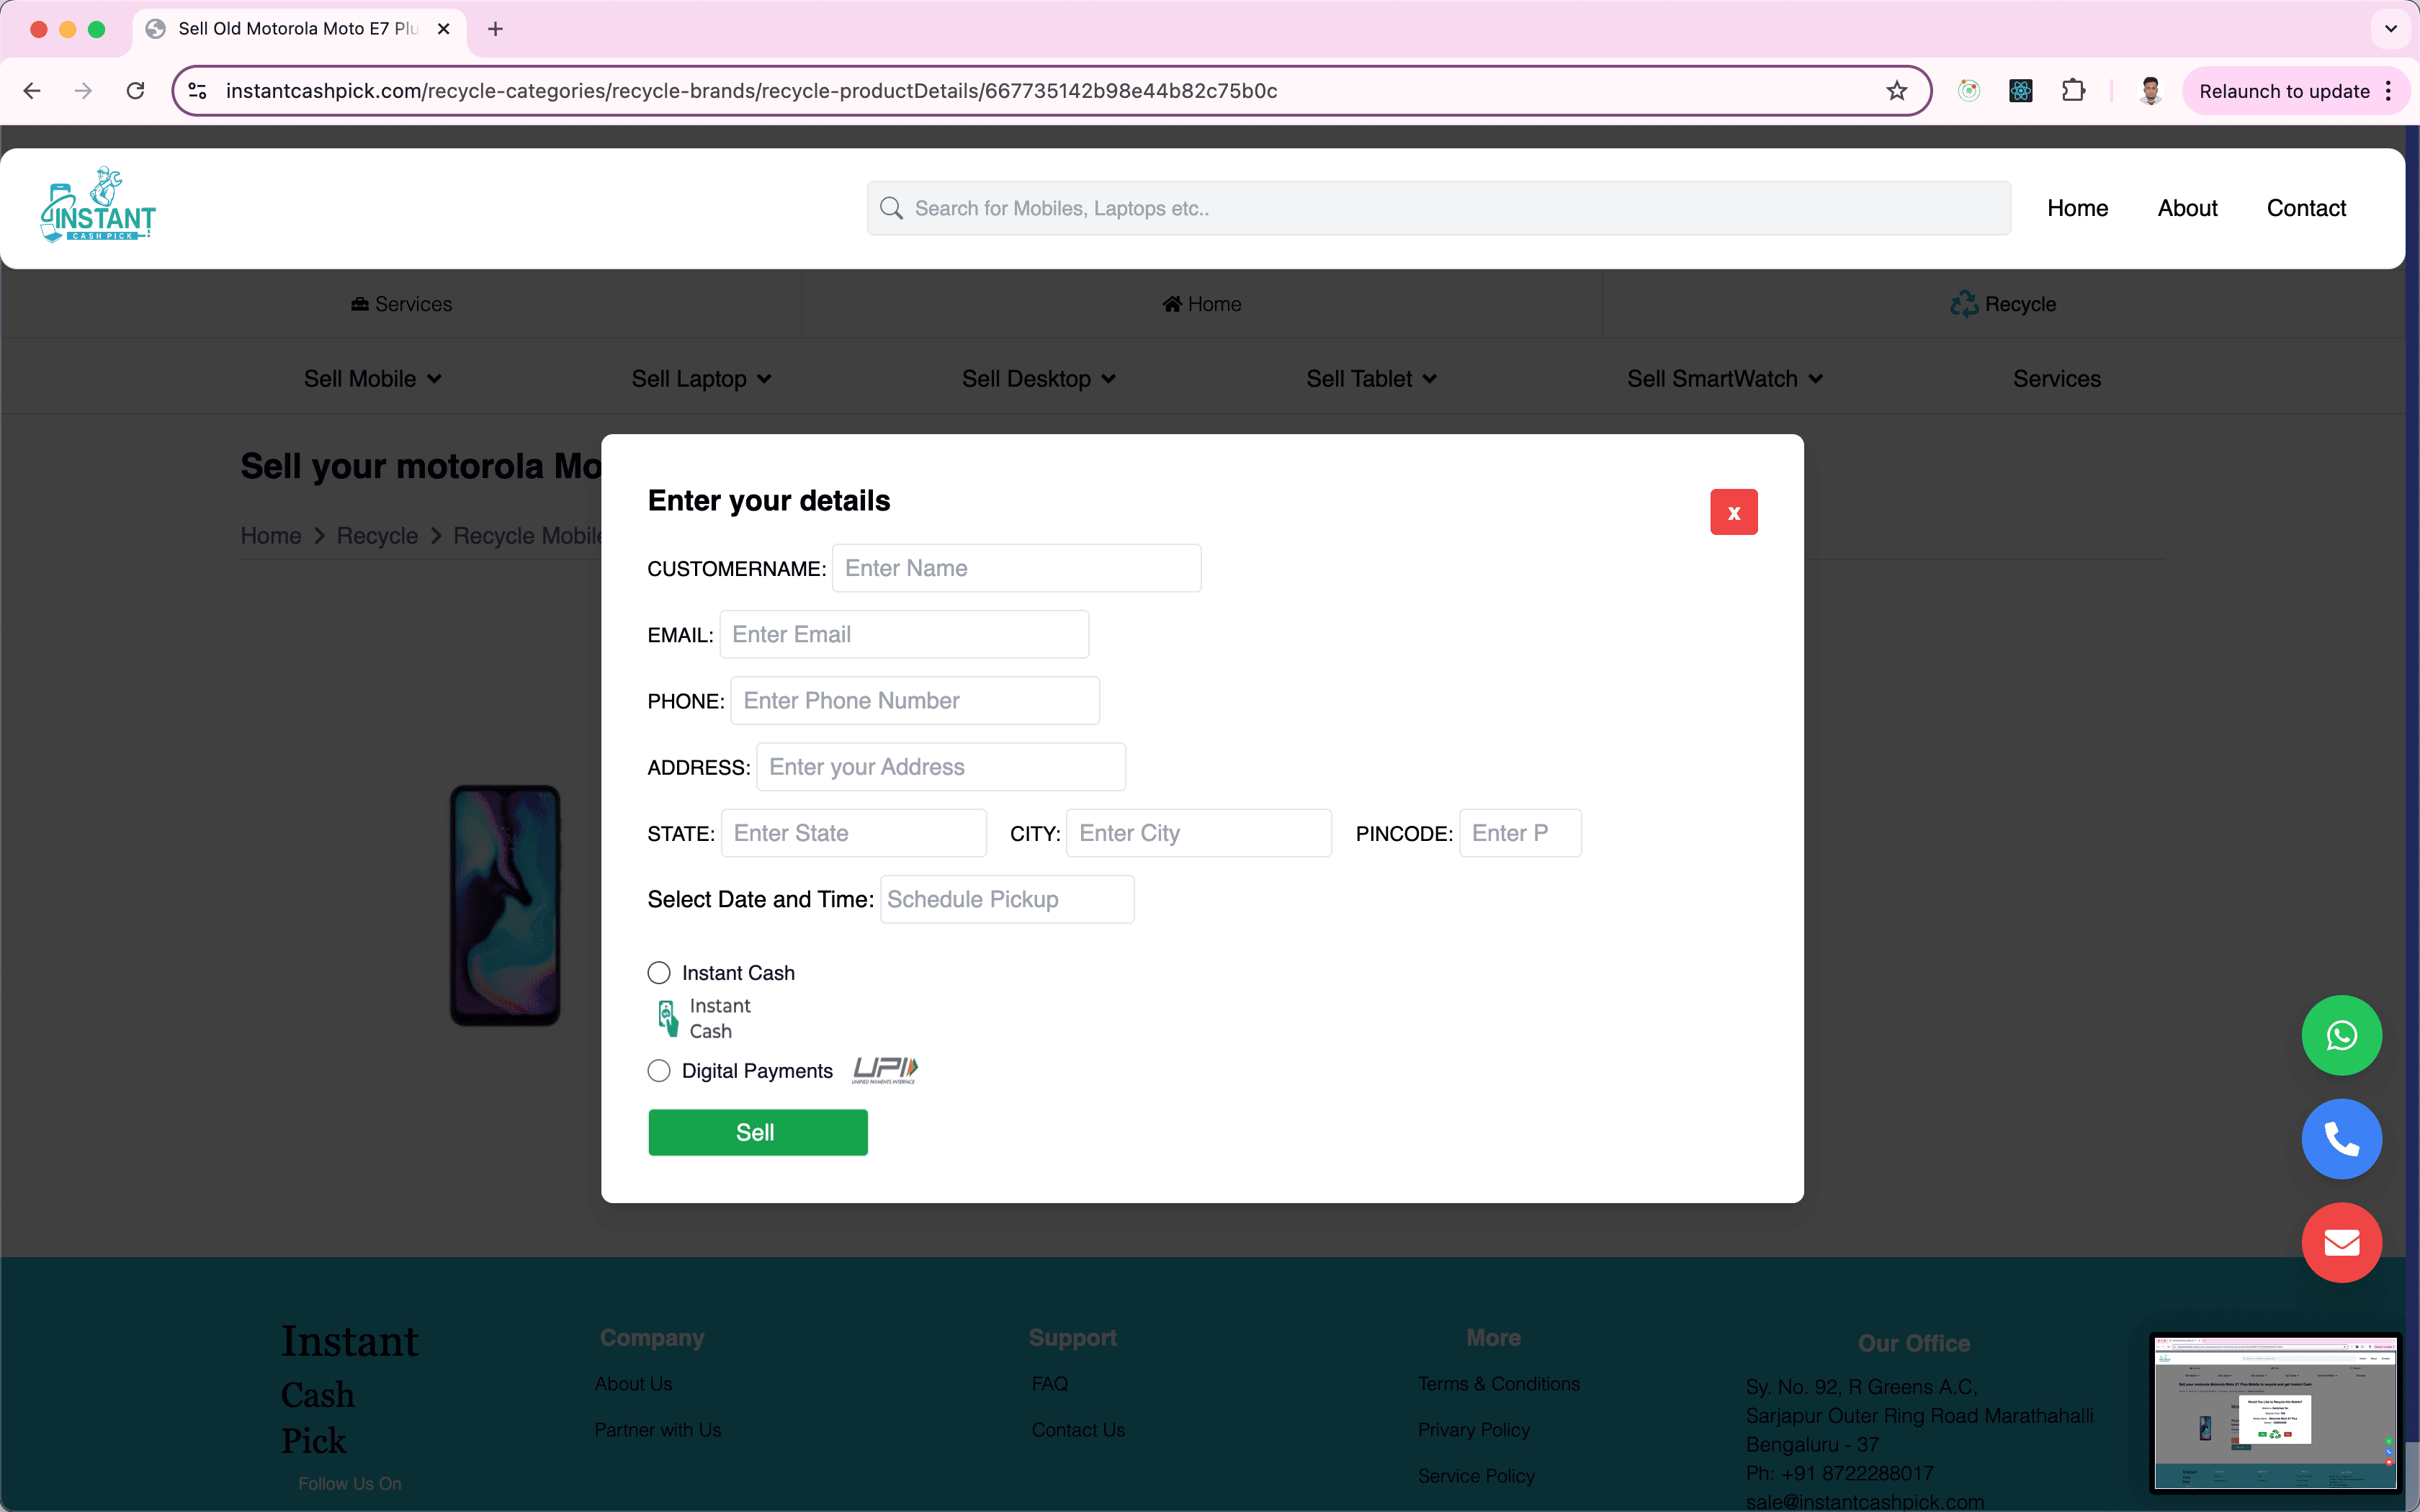 Sell Old Motorola Moto E7 Plu
instantcashpick.com/recycle-categories/recycle-brands/recycle-productDetails/667735142b98e44b82c75b0c
Relaunch to update
INSTANT
CASH PICK
Search for Mobiles, Laptops etc..
Home
About
Contact
Services
Home
Recycle
Sell Mobile
Sell Laptop
Sell Desktop
Sell Tablet
Sell SmartWatch
Services
Sell your motorola Mo
Home
Recycle
Recycle Mobile
Enter your details
x
CUSTOMERNAME: Enter Name
EMAIL: Enter Email
PHONE: Enter Phone Number
ADDRESS: Enter your Address
STATE: Enter State CITY: Enter City PINCODE: Enter P
Select Date and Time: Schedule Pickup
Instant Cash
Instant
Cash
Digital Payments
UPI
UNIFIED PAYMENTS INTERFACE
Sell
Instant
Cash
Pick
Follow Us On
Company
About Us
Partner with Us
Support
FAQ
Contact Us
More
Terms & Conditions
Privacy Policy
Service Policy
Our Office
Sy. No. 92, R Greens A.C,
Sarjapur Outer Ring Road Marathahalli
Bengaluru - 37
Ph: +91 8722288017
sale@instantcashpick.com